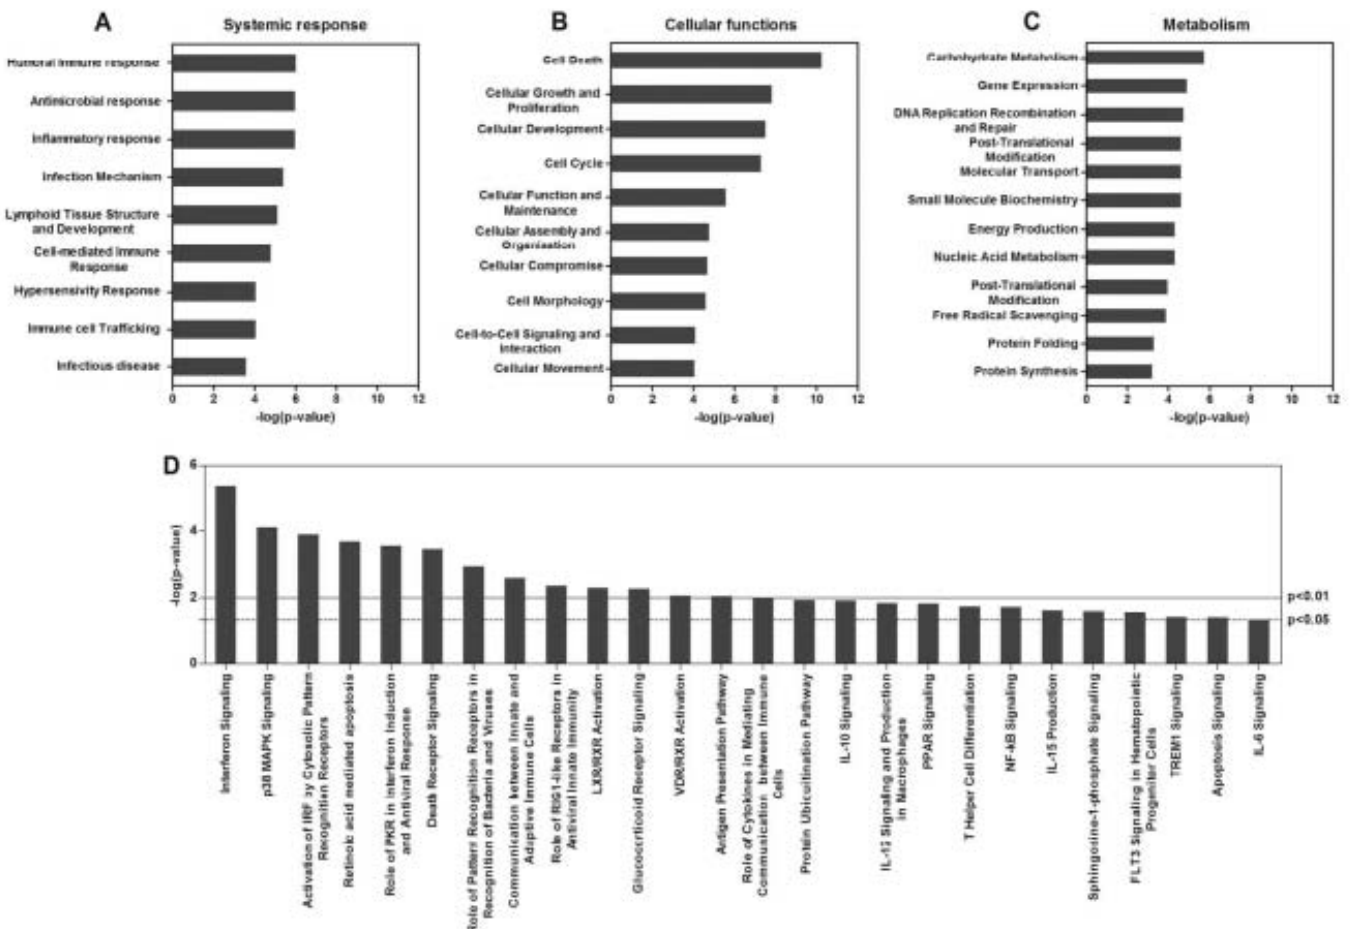 A
Systemic response
Humoral Immune response
Antimicrobial response
Inflammatory response
Infection Mechanism
Lymphoid Tissue Structure
and Development
Cell-mediated Immune
Response
Hypersensivity Response
Immune cell Trafficking
Infectious disease
0 2 4 6 8 10 12
-log(p-value)
B
Cellular functions
Cell Death
Cellular Growth and
Proliferation
Cellular Development
Cell Cycle
Cellular Function and
Maintenance
Cellular Assembly and
Organisation
Cellular Compromise
Cell Morphology
Cell-to-Cell Signaling and
Interaction
Cellular Movement
0 2 4 6 8 10 12
-log(p-value)
C
Metabolism
Carbohydrate Metabolism
Gene Expression
DNA Replication Recombination
and Repair
Post-Translational
Modification
Molecular Transport
Small Molecule Biochemistry
Energy Production
Nucleic Acid Metabolism
Post-Translational
Modification
Free Radical Scavenging
Protein Folding
Protein Synthesis
0 2 4 6 8 10 12
-log(p-value)
D
6
4
2
0
-log(p-value)
p<0.01
p<0.05
Interferon Signaling
p38 MAPK Signaling
Activation of IRF by Cytosolic Pattern
Recognition Receptors
Retinoic acid mediated apoptosis
Role of PKR in Interferon Induction
and Antiviral Response
Death Receptor Signaling
Role of Pattern Recognition Receptors in
Recognition of Bacteria and Viruses
Communication between Innate and
Adaptive Immune Cells
Role of RIG1-like Receptors in
Antiviral Innate Immunity
LXR/RXR Activation
Glucocorticoid Receptor Signaling
VDR/RXR Activation
Antigen Presentation Pathway
Role of Cytokines in Mediating
Communication between Immune
Cells
Protein Ubicuitination Pathway
IL-10 Signaling
Signaling and Production
in Macrophages
PPAR Signaling
T Helper Cell Differentiation
NF-kB Signaling
IL-15 Production
Sphingosine-1-phosphate Signaling
FLT3 Signaling in Hematopoietic
Progenitor Cells
TREM1 Signaling
Apoptosis Signaling
IL-6 Signaling